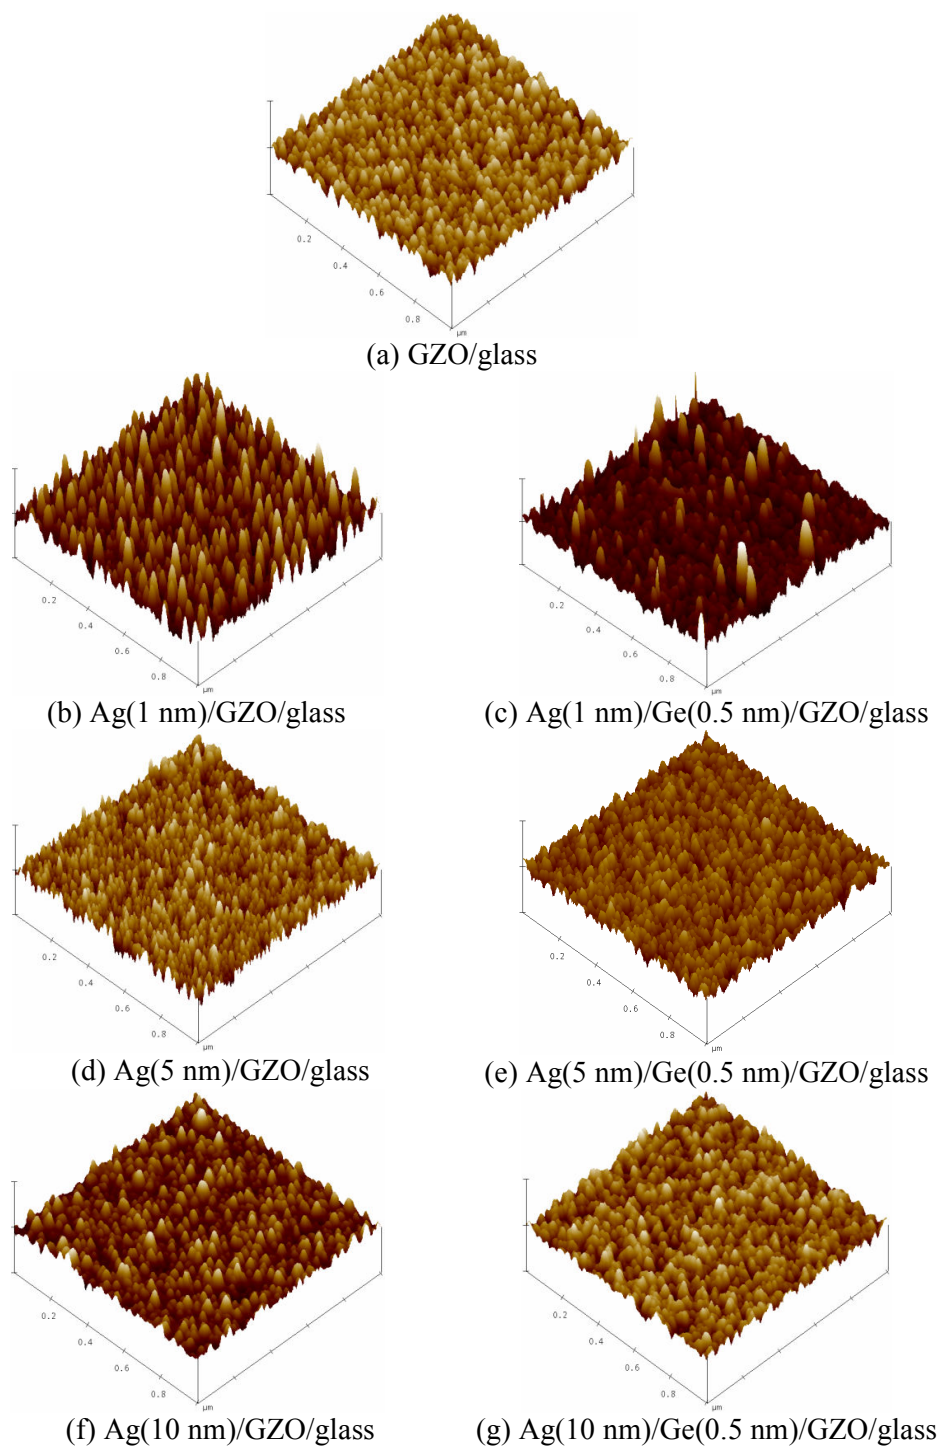 0.2
0.4
0.6
0.8
µm
(a) GZO/glass
0.2
0.4
0.6
0.8
µm
0.2
0.4
0.6
0.8
µm
(b) Ag(1 nm)/GZO/glass
(c) Ag(1 nm)/Ge(0.5 nm)/GZO/glass
0.2
0.4
0.6
0.8
µm
0.2
0.4
0.6
0.8
µm
(d) Ag(5 nm)/GZO/glass
(e) Ag(5 nm)/Ge(0.5 nm)/GZO/glass
0.2
0.4
0.6
0.8
µm
0.2
0.4
0.6
0.8
µm
(f) Ag(10 nm)/GZO/glass
(g) Ag(10 nm)/Ge(0.5 nm)/GZO/glass